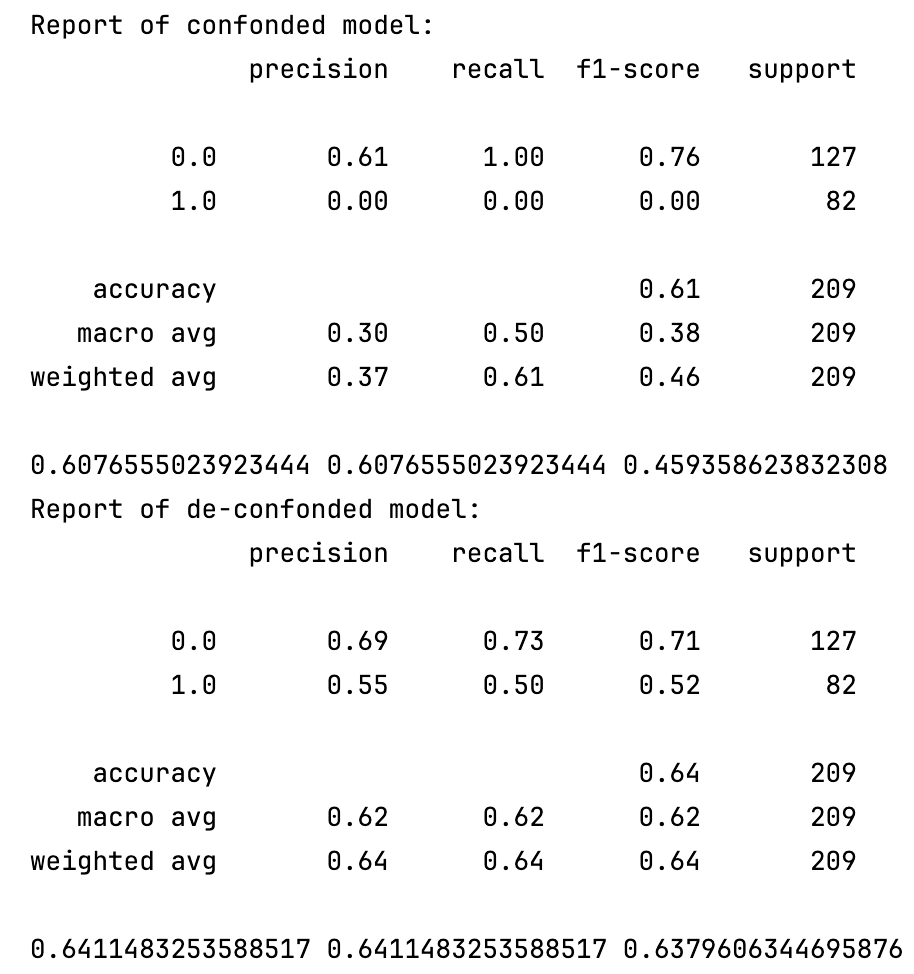 Report of confonded model:
precision recall f1-score support
0.0 0.61 1.00 0.76 127
1.0 0.00 0.00 0.00 82
accuracy 0.61 209
macro avg 0.30 0.50 0.38 209
weighted avg 0.37 0.61 0.46 209
0.6076555023923444 0.6076555023923444 0.459358623832308
Report of de-confonded model:
precision recall f1-score support
0.0 0.69 0.73 0.71 127
1.0 0.55 0.50 0.52 82
accuracy 0.64 209
macro avg 0.62 0.62 0.62 209
weighted avg 0.64 0.64 0.64 209
0.6411483253588517 0.6411483253588517 0.6379606344695876